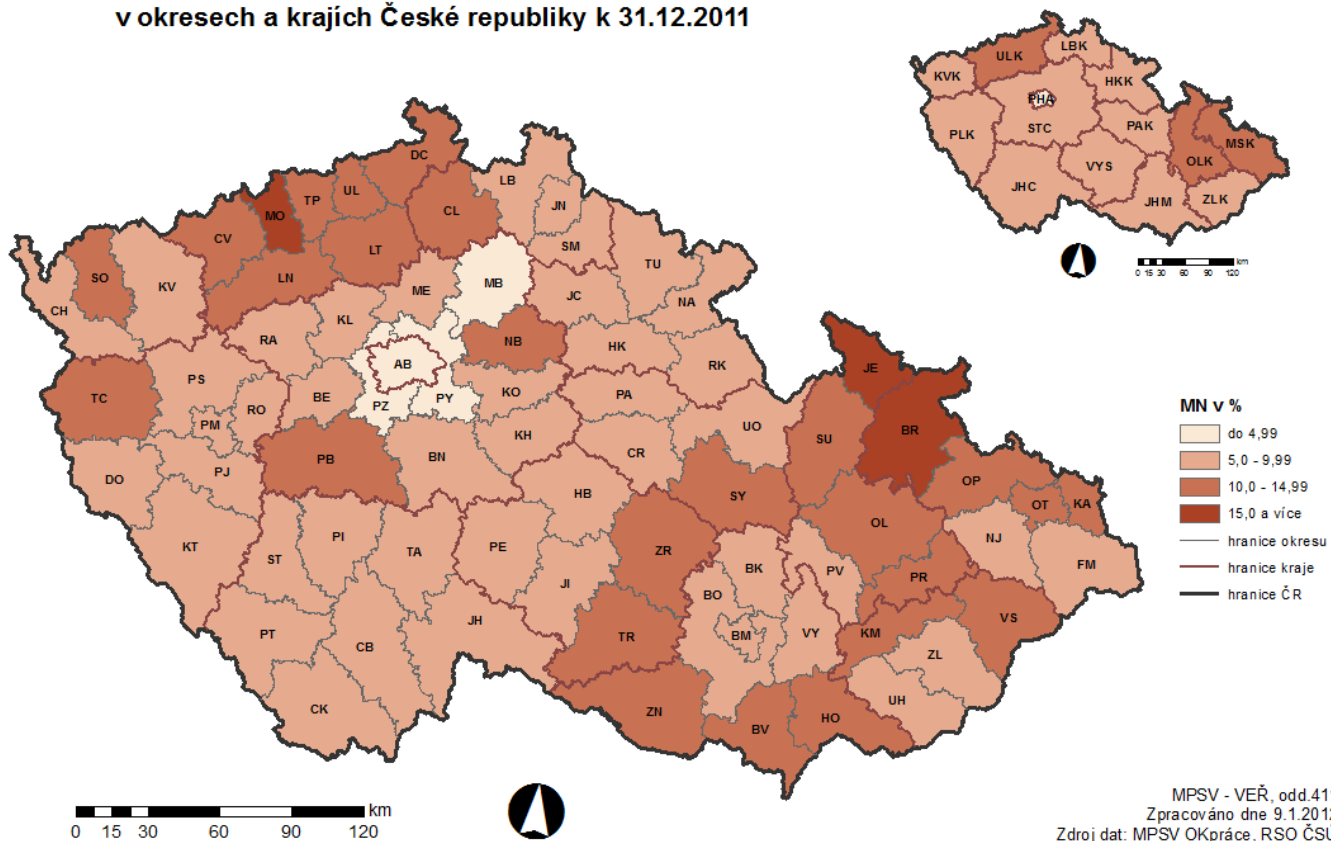 v okresech a krajích České republiky k 31.12.2011
ULK
LBK
KVK
HKK
PHA
PLK
STC
PAK
MSK
VYS
OLK
JHC
JHM
ZLK
0 15 30 60 90 120 km
DC
LB
TP
UL
JN
MO
CL
CV
LT
SM
SO
KV
LN
TU
MB
ME
JC
NA
CH
KL
RA
NB
HK
JE
AB
RK
PS
KO
TC
BE
PZ
PY
PA
RO
PM
UO
SU
BR
KH
PB
BN
CR
PJ
DO
OP
HB
SY
OT
KA
OL
PI
KT
ST
TA
PE
ZR
NJ
BK
PV
FM
JI
PR
BO
VS
JH
TR
BM
VY
KM
PT
CB
ZL
UH
CK
ZN
BV
HO
MN v %
do 4,99
5,0 - 9,99
10,0 - 14,99
15,0 a více
hranice okresu
hranice kraje
hranice ČR
km
0 15 30 60 90 120
MPSV - VEŘ, odd.41
Zpracováno dne 9.1.2012
Zdroj dat: MPSV OKpráce, RSO ČSÚ